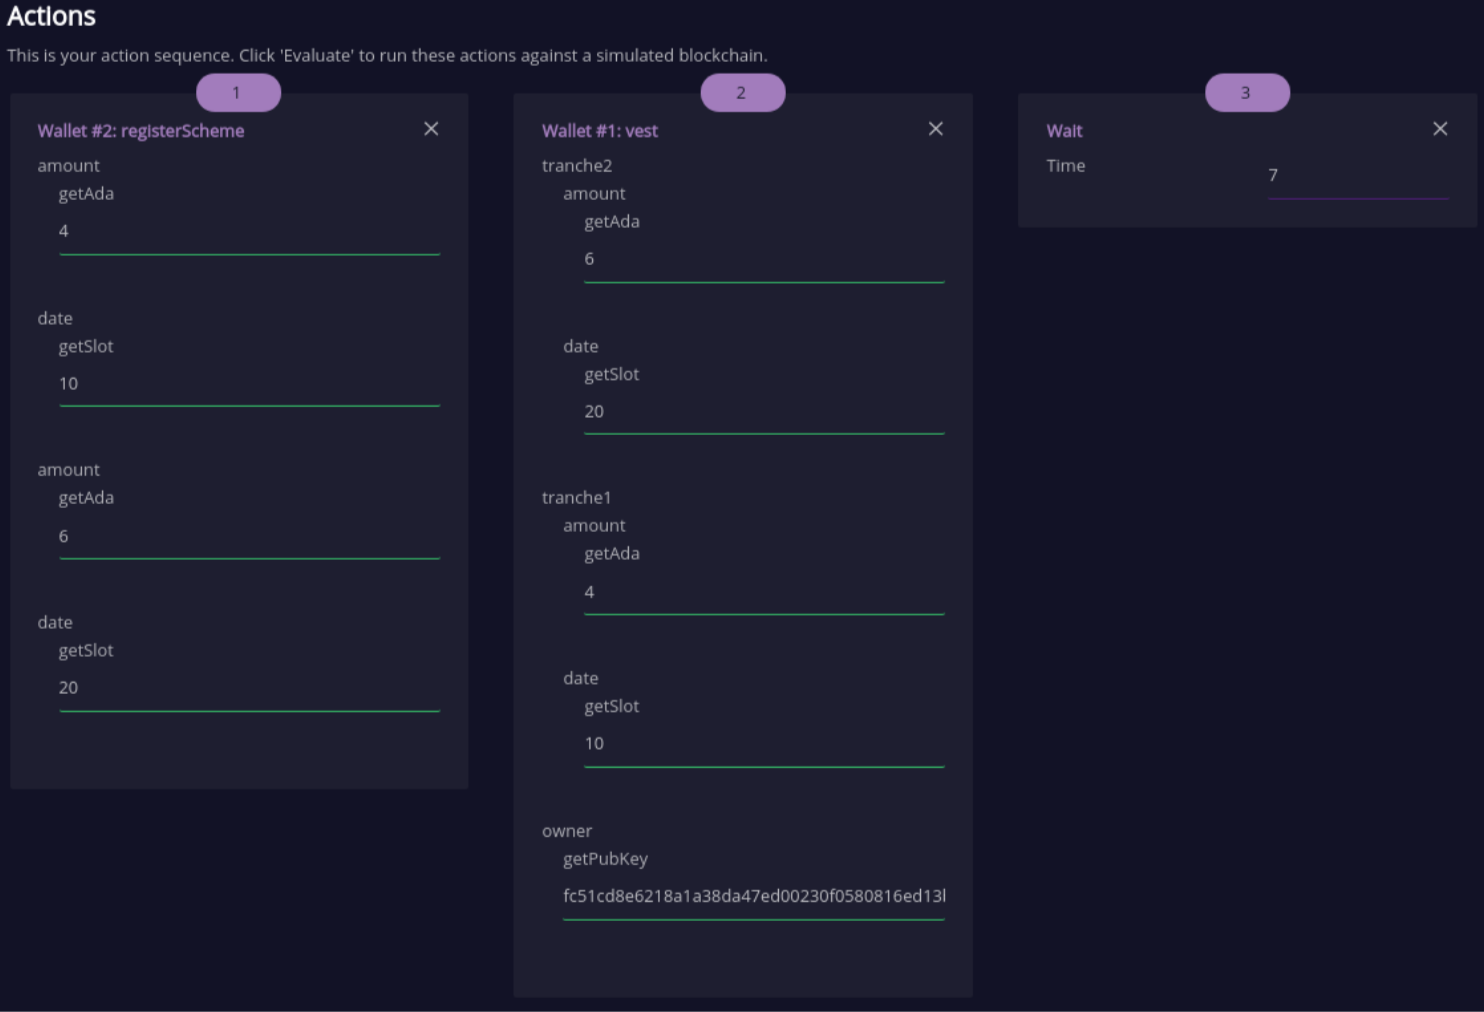 Actions
This is your action sequence. Click 'Evaluate' to run these actions against a simulated blockchain.
1
Wallet #2: registerScheme
amount
getAda
4
date
getSlot
10
amount
getAda
6
date
getSlot
20
2
Wallet #1: vest
tranche2
amount
getAda
6
date
getSlot
20
tranche1
amount
getAda
4
date
getSlot
10
owner
getPubKey
fc51cd8e6218a1a38da47ed00230f0580816ed13
3
Wait
Time
7